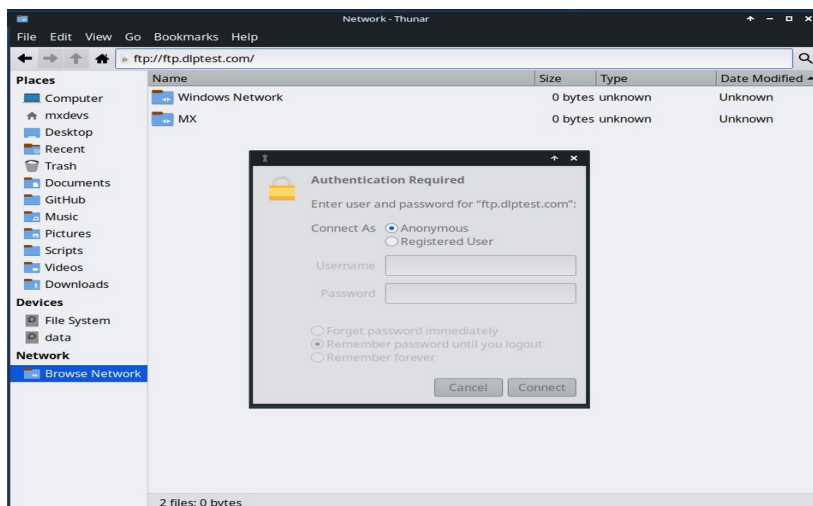 Network - Thunar
File Edit View Go Bookmarks Help
ftp://ftp.dlptest.com/
Places
Computer
mxdevs
Desktop
Recent
Trash
Documents
GitHub
Music
Pictures
Scripts
Videos
Downloads
Devices
File System
data
Network
Browse Network
Name Size Type Date Modified
Windows Network 0 bytes unknown Unknown
MX 0 bytes unknown Unknown
Authentication Required
Enter user and password for “ftp.dlptest.com”:
Connect As Anonymous
Registered User
Username
Password
Forget password immediately
Remember password until you logout
Remember forever
Cancel Connect
2 files: 0 bytes